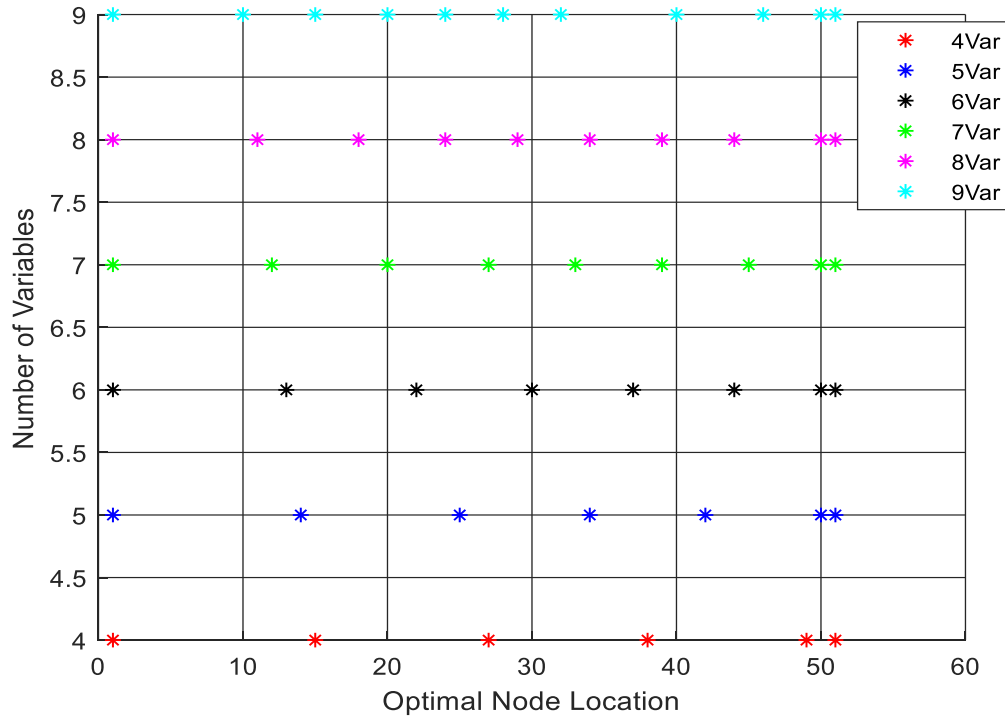 9
8.5
8
7.5
7
6.5
6
5.5
5
4.5
4
0 10 20 30 40 50 60
Number of Variables
Optimal Node Location
4Var
5Var
6Var
7Var
8Var
9Var